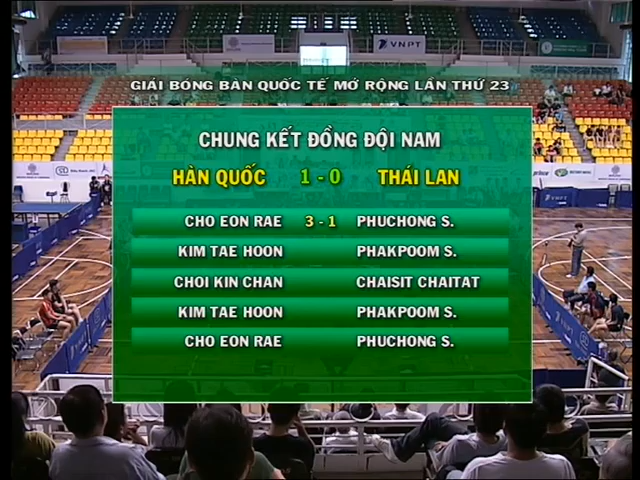 VNPT
GIẢI BÓNG BÀN QUỐC TẾ MỞ RỘNG LẦN THỨ 23
CHUNG KẾT ĐỒNG ĐỘI NAM
HÀN QUỐC 1 - 0 THÁI LAN
CHO EON RAE 3 - 1 PHUCHONG S.
KIM TAE HOON PHAKPOOM S.
CHOI KIN CHAN CHAISIT CHAITAT
KIM TAE HOON PHAKPOOM S.
CHO EON RAE PHUCHONG S.
VNPT
VNPT